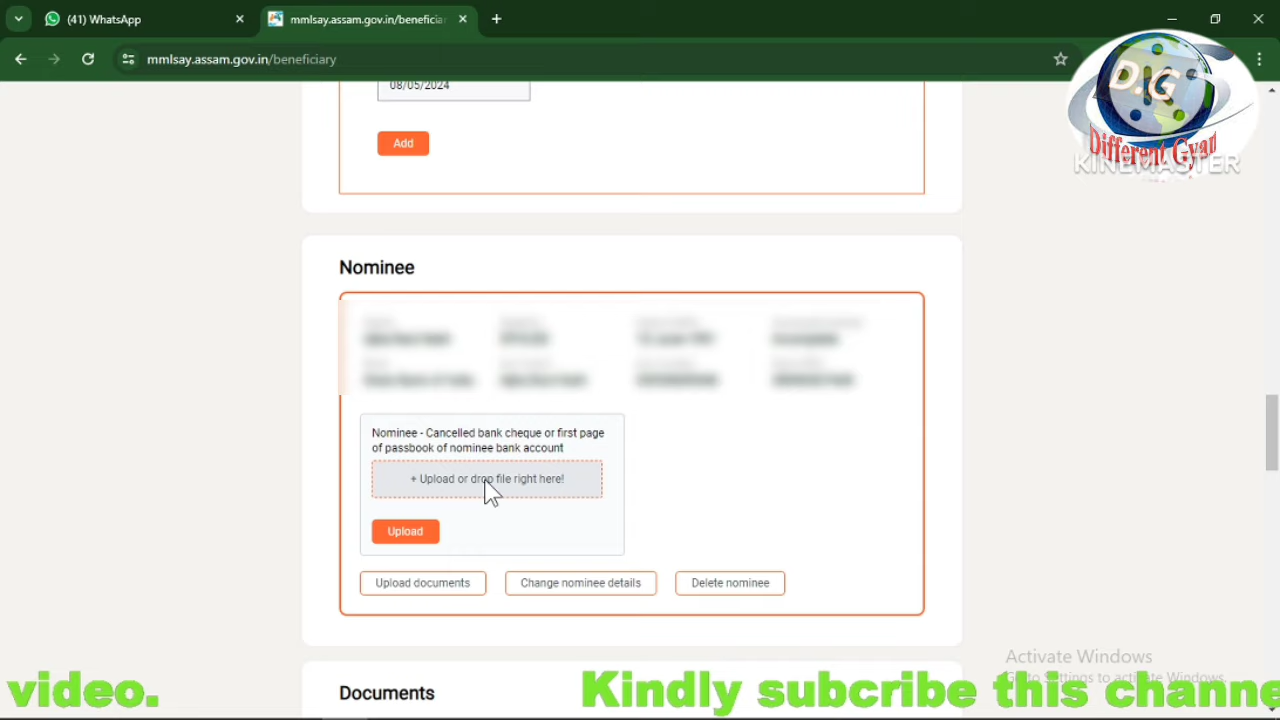 (41) WhatsApp
mmlsay.assam.gov.in/beneficiar
mmlsay.assam.gov.in/beneficiary
D.G
Different Gyan
KINEMASTER
08/05/2024
Add
Nominee
Nominee - Cancelled bank cheque or first page
of passbook of nominee bank account
+ Upload or drop file right here!
Upload
Upload documents
Change nominee details
Delete nominee
Activate Windows
Go to Settings to activate Windows.
video.
Kindly subcribe this channe
Documents